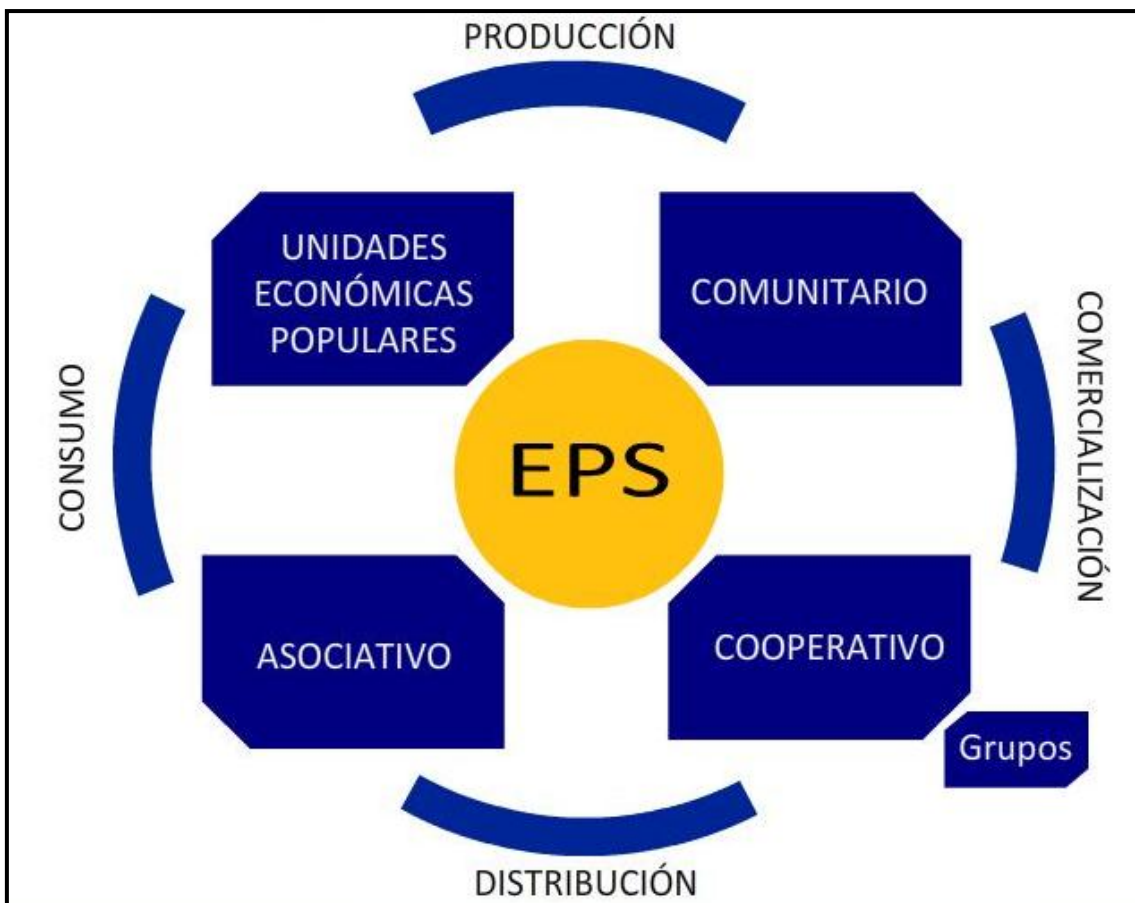 PRODUCCIÓN
UNIDADES
ECONÓMICAS
POPULARES
COMUNITARIO
CONSUMO
EPS
COMERCIALIZACIÓN
ASOCIATIVO
COOPERATIVO
Grupos
DISTRIBUCIÓN